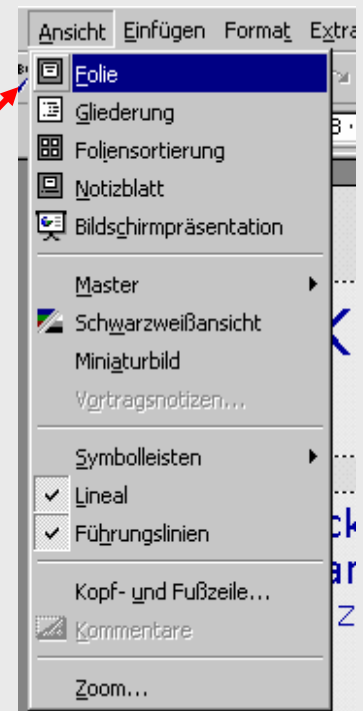 Ansicht Einfügen Format Extra
Folie
Gliederung
Foliensortierung
Notizblatt
Bildschirmpräsentation
Master
Schwarzweißansicht
Miniaturbild
Vortragsnotizen...
Symbolleisten
Lineal
Führungslinien
Kopf- und Fußzeile...
Kommentare
Zoom...